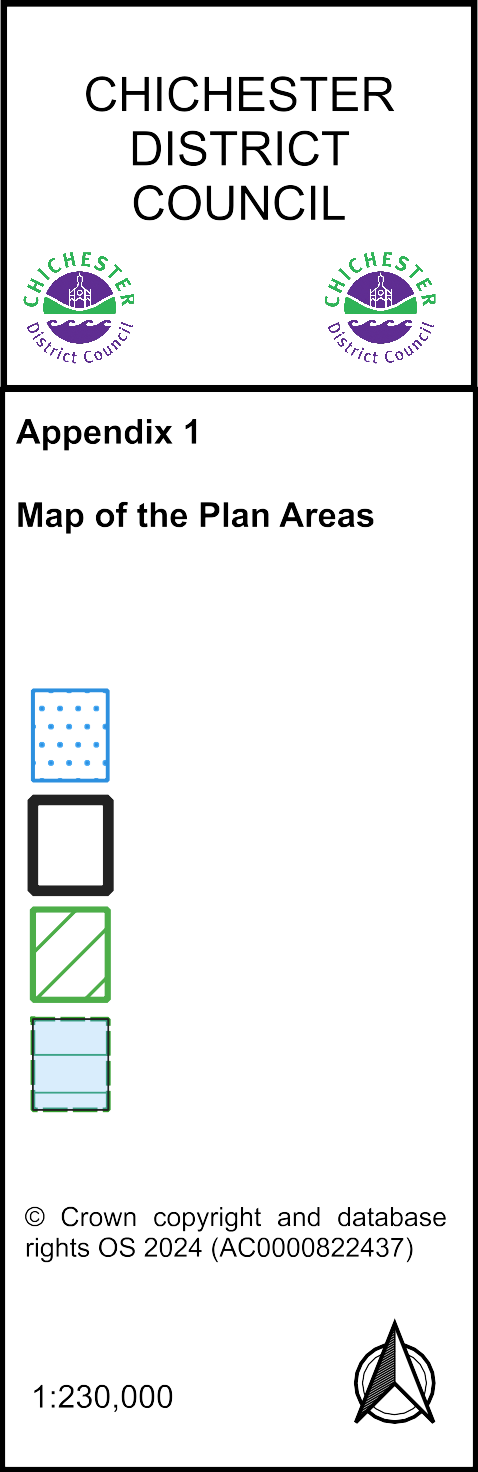 CHICHESTER
DISTRICT
COUNCIL
CHICHESTER
District Council
CHICHESTER
District Council
Appendix 1
Map of the Plan Areas
© Crown copyright and database
rights OS 2024 (AC0000822437)
1:230,000